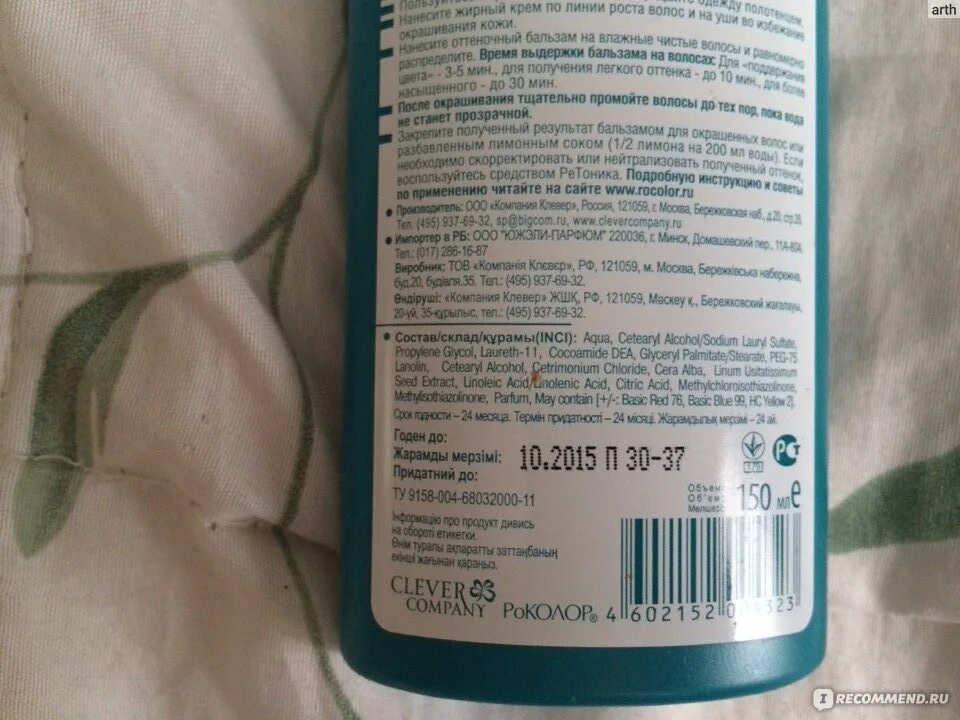 arth
одежду полотенцем.
Нанесите жирный крем по линии роста волос и на уши во избежание
окрашивания кожи.
Нанесите оттеночный бальзам на влажные чистые волосы и равномерно
распределите. Время выдержки бальзама на волосах: Для «поддержания
цвета» - 3-5 мин., для получения легкого оттенка - до 10 мин., для более
насыщенного - до 30 мин.
После окрашивания тщательно промойте волосы до тех пор, пока вода
не станет прозрачной.
Закрепите полученный результат бальзамом для окрашенных волос или
разбавленным лимонным соком (1/2 лимона на 200 мл воды). Если
необходимо скорректировать или нейтрализовать полученный оттенок,
воспользуйтесь средством РеТоника. Подробную инструкцию и советы
по применению читайте на сайте www.rocolor.ru
Производитель: ООО «Компания Клевер», Россия, 121059, г. Москва, Бережковская наб., д.20, стр.35.
Тел. (495) 937-69-32, sp@bigcom.ru, www.clevercompany.ru
Импортер в РБ: ООО "ЮЖЭЛИ-ПАРФЮМ" 220036, г. Минск, Домашевский пер., 11А-804,
Тел.: (017) 286-16-87
Виробник: ТОВ «Компанія Клєвєр», РФ, 121059, м. Москва, Бережківська набережна,
буд.20, будівля.35, Тел.: (495) 937-69-32.
Өндіруші: «Компания Клевер» ЖШҚ, РФ, 121059, Мәскеу қ., Бережковский жағалауы,
20-уй, 35-құрылыс, тел.: (495) 937-69-32.
Состав/склад/құрамы(INCI): Aqua, Cetearyl Alcohol/Sodium Lauryl Sulfate,
Propylene Glycol, Laureth-11, Cocoamide DEA, Glyceryl Palmitate/Stearate, PEG-75
Lanolin, Cetearyl Alcohol, Cetrimonium Chloride, Cera Alba, Linum Usitatissimum
Seed Extract, Linoleic Acid/Linolenic Acid, Citric Acid, Methylchloroisothiazolinone,
Methylisothiazolinone, Parfum, May contain [+/-: Basic Red 76, Basic Blue 99, HC Yellow 2].
Срок годности – 24 месяца. Термін придатності – 24 місяці. Жарамдылық мерзімі – 24 ай.
Годен до:
Жарамды мерзімі: 10.2015 П 30-37
Придатний до:
ТУ 9158-004-68032000-11
РСТ
Объем
Об'єм
Мелшері 150 мл е
Інформацію про продукт дивись
на обороті етикетки.
Өнім туралы ақпаратты заттаңбаның
екінші жағынан қараңыз.
CLEVER
COMPANY
РоКОЛОР®
4 602152
I RECOMMEND.RU